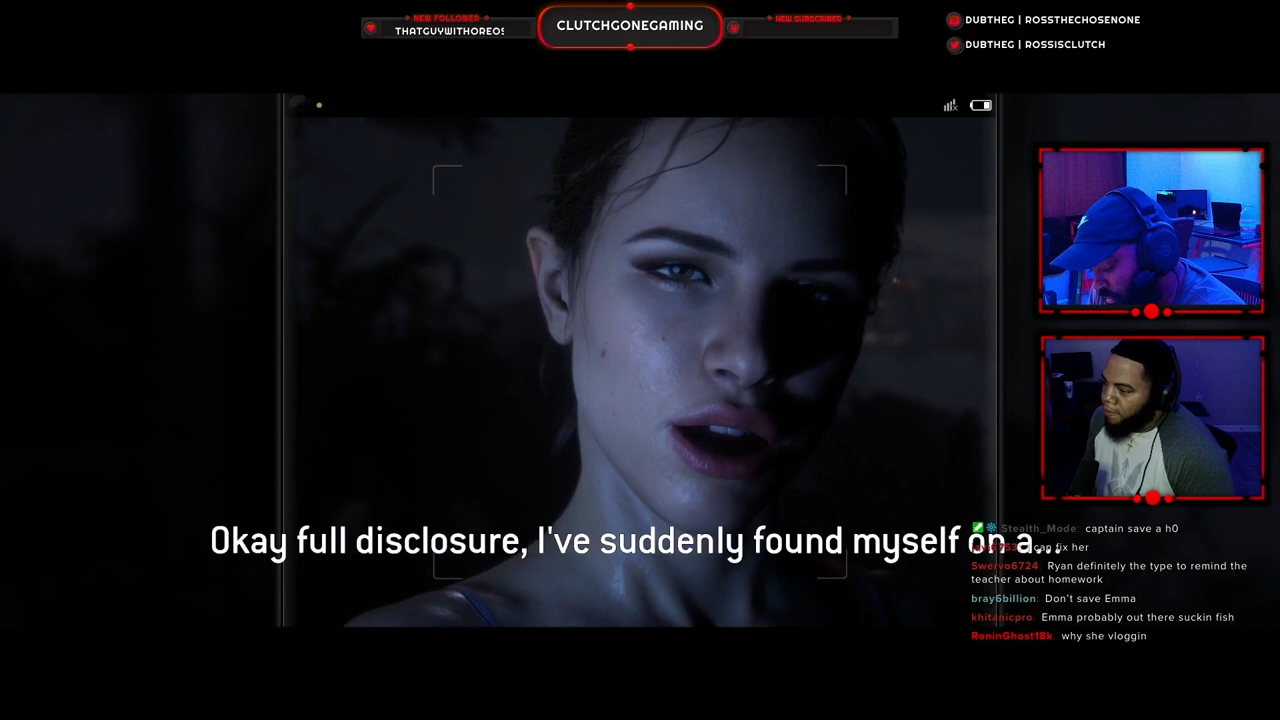 NEW FOLLOWER
THATGUYWITHOREOS
CLUTCHGONEGAMING
NEW SUBSCRIBER
DUBTHEG | ROSSTHECHOSENONE
DUBTHEG | ROSSISCLUTCH
Okay full disclosure, I've suddenly found myself on a...
Stealth_Mode: captain save a h0
can fix her
Swervo6724: Ryan definitely the type to remind the
teacher about homework
bray6billion: Don't save Emma
khitanicpro: Emma probably out there suckin fish
RoninGhost18k: why she vloggin